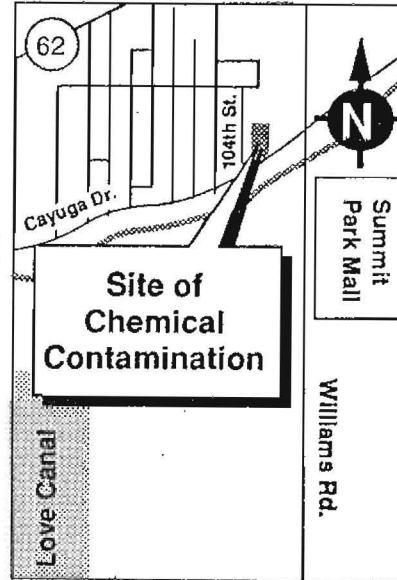 62
104th St.
N
Cayuga Dr.
Summit
Park Mall
Site of
Chemical
Contamination
Williams Rd.
Love Canal